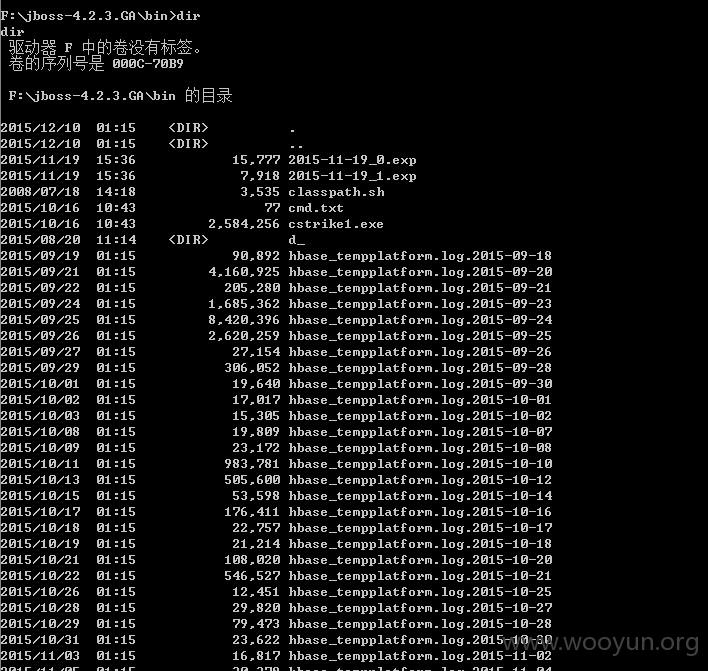 F:\jboss-4.2.3.GA\bin>dir
dir
 驱动器 F 中的卷没有标签。
 卷的序列号是 000C-70B9
 F:\jboss-4.2.3.GA\bin 的目录
2015/12/10  01:15    <DIR>          .
2015/12/10  01:15    <DIR>          ..
2015/11/19  15:36            15,777 2015-11-19_0.exp
2015/11/19  15:36             7,918 2015-11-19_1.exp
2008/07/18  14:18             3,535 classpath.sh
2015/10/16  10:43                77 cmd.txt
2015/10/16  10:43         2,584,256 cstrike1.exe
2015/08/20  11:14    <DIR>          d_
2015/09/19  01:15            90,892 hbase_tempplatform.log.2015-09-18
2015/09/21  01:15         4,160,925 hbase_tempplatform.log.2015-09-20
2015/09/22  01:15           205,280 hbase_tempplatform.log.2015-09-21
2015/09/24  01:15         1,685,362 hbase_tempplatform.log.2015-09-23
2015/09/25  01:15         8,420,396 hbase_tempplatform.log.2015-09-24
2015/09/26  01:15         2,620,259 hbase_tempplatform.log.2015-09-25
2015/09/27  01:15            27,154 hbase_tempplatform.log.2015-09-26
2015/09/29  01:15           306,052 hbase_tempplatform.log.2015-09-28
2015/10/01  01:15            19,640 hbase_tempplatform.log.2015-09-30
2015/10/02  01:15            17,017 hbase_tempplatform.log.2015-10-01
2015/10/03  01:15            15,305 hbase_tempplatform.log.2015-10-02
2015/10/08  01:15            19,809 hbase_tempplatform.log.2015-10-07
2015/10/09  01:15            23,172 hbase_tempplatform.log.2015-10-08
2015/10/11  01:15           983,781 hbase_tempplatform.log.2015-10-10
2015/10/13  01:15           505,600 hbase_tempplatform.log.2015-10-12
2015/10/15  01:15            53,598 hbase_tempplatform.log.2015-10-14
2015/10/17  01:15           176,411 hbase_tempplatform.log.2015-10-16
2015/10/18  01:15            22,757 hbase_tempplatform.log.2015-10-17
2015/10/19  01:15            21,214 hbase_tempplatform.log.2015-10-18
2015/10/21  01:15           108,020 hbase_tempplatform.log.2015-10-20
2015/10/22  01:15           546,527 hbase_tempplatform.log.2015-10-21
2015/10/26  01:15            12,451 hbase_tempplatform.log.2015-10-25
2015/10/28  01:15            29,820 hbase_tempplatform.log.2015-10-27
2015/10/29  01:15            79,473 hbase_tempplatform.log.2015-10-28
2015/10/31  01:15            23,622 hbase_tempplatform.log.2015-10-30
www.wooyun.org
2015/11/03  01:15            16,817 hbase_tempplatform.log.2015-11-02